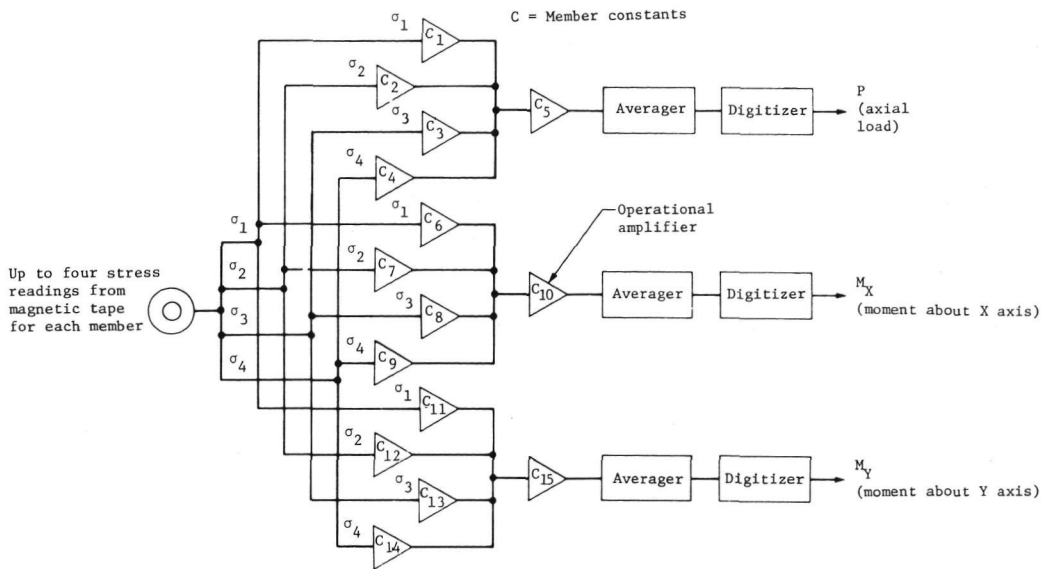 C = Member constants
σ1
C1
σ2
C2
σ3
C3
σ4
C4
C5
Averager
Digitizer
P
(axial
load)
σ1
C6
σ2
C7
σ3
C8
σ4
C9
Operational
amplifier
C10
Averager
Digitizer
MX
(moment about X axis)
Up to four stress
readings from
magnetic tape
for each member
σ1
σ2
σ3
σ4
σ1
C11
σ2
C12
σ3
C13
σ4
C14
C15
Averager
Digitizer
MY
(moment about Y axis)